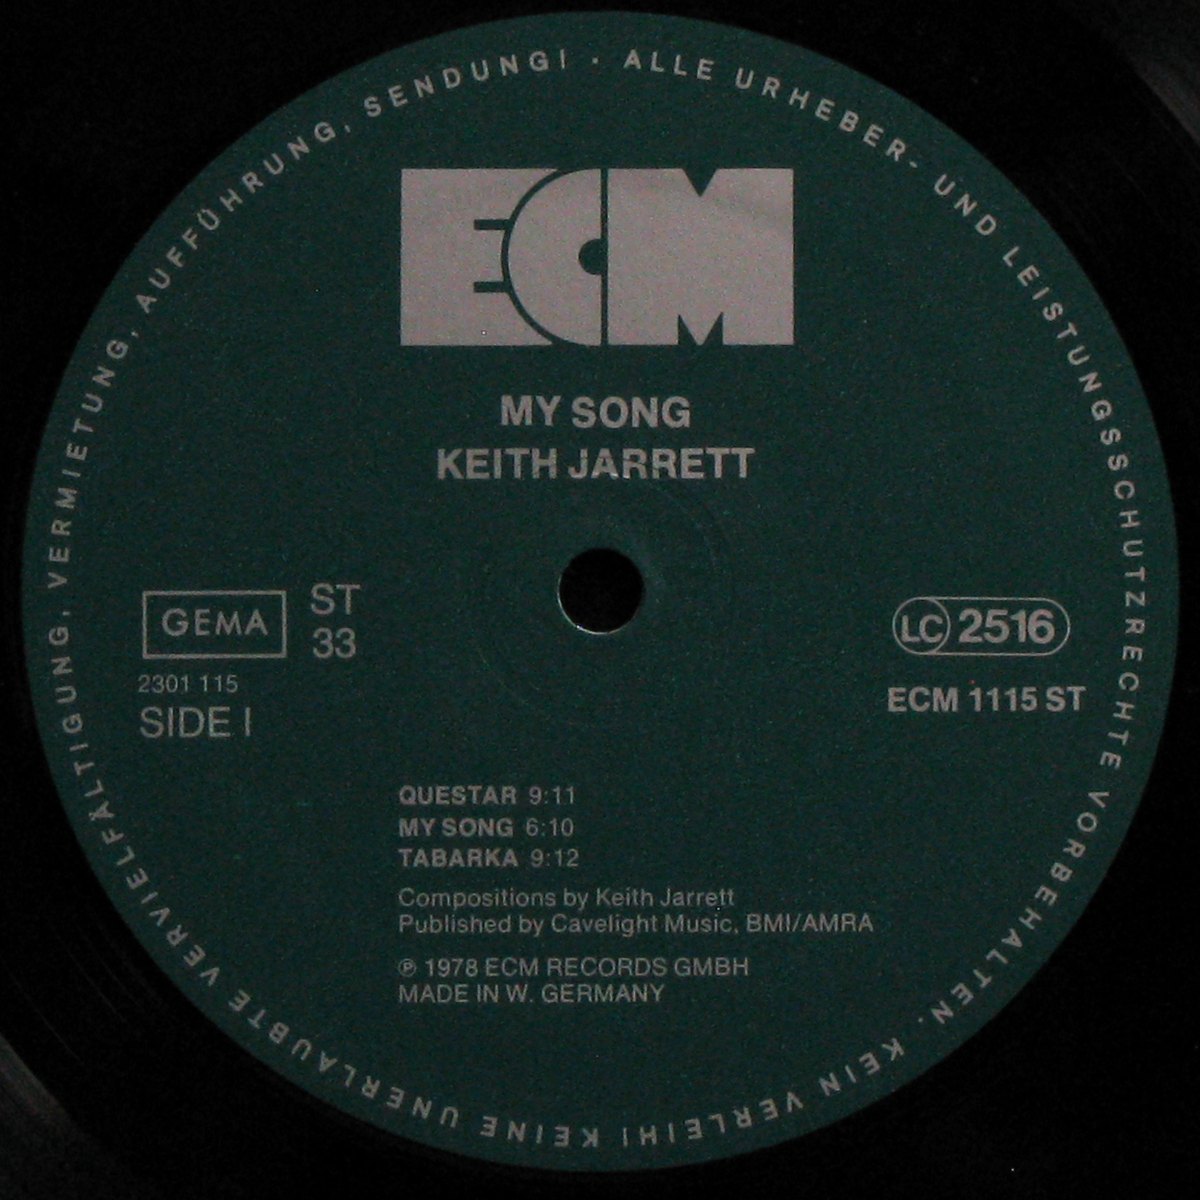 ALLE URHEBER- UND LEISTUNGSSCHUTZRECHTE VORBEHALTEN. KEIN VERLEIH! KEINE UNERLAUBTE VERVIELFÄLTIGUNG, VERMIETUNG, AUFFÜHRUNG, SENDUNG! ·
ECM
MY SONG
KEITH JARRETT
GEMA
ST
33
2301 115
SIDE I
LC 2516
ECM 1115 ST
QUESTAR 9:11
MY SONG 6:10
TABARKA 9:12
Compositions by Keith Jarrett
Published by Cavelight Music, BMI/AMRA
℗ 1978 ECM RECORDS GMBH
MADE IN W. GERMANY